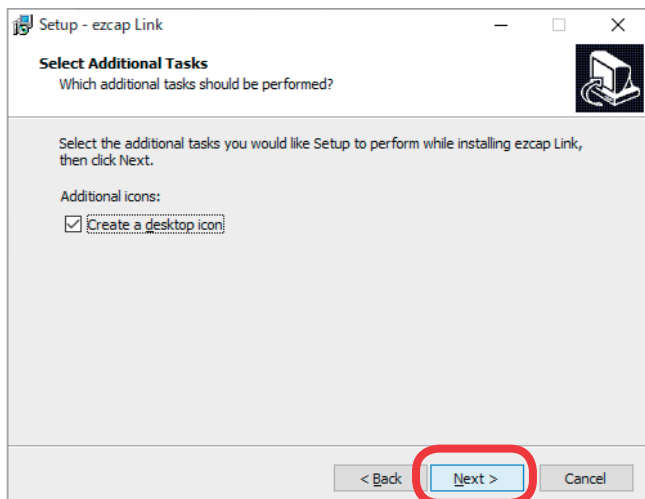 Setup - ezcap Link
Select Additional Tasks
Which additional tasks should be performed?
Select the additional tasks you would like Setup to perform while installing ezcap Link,
then click Next.
Additional icons:
Create a desktop icon
< Back
Next >
Cancel